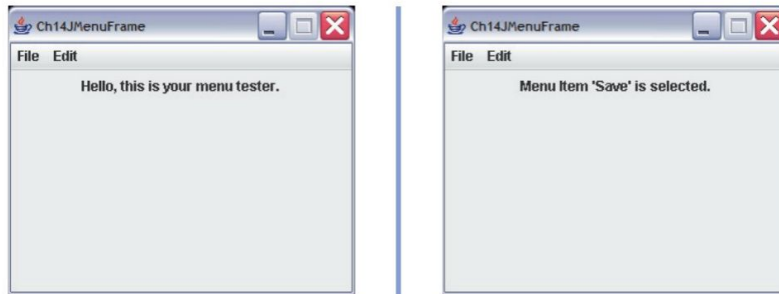 Ch14JMenuFrame
File Edit
Hello, this is your menu tester.
Ch14JMenuFrame
File Edit
Menu Item 'Save' is selected.